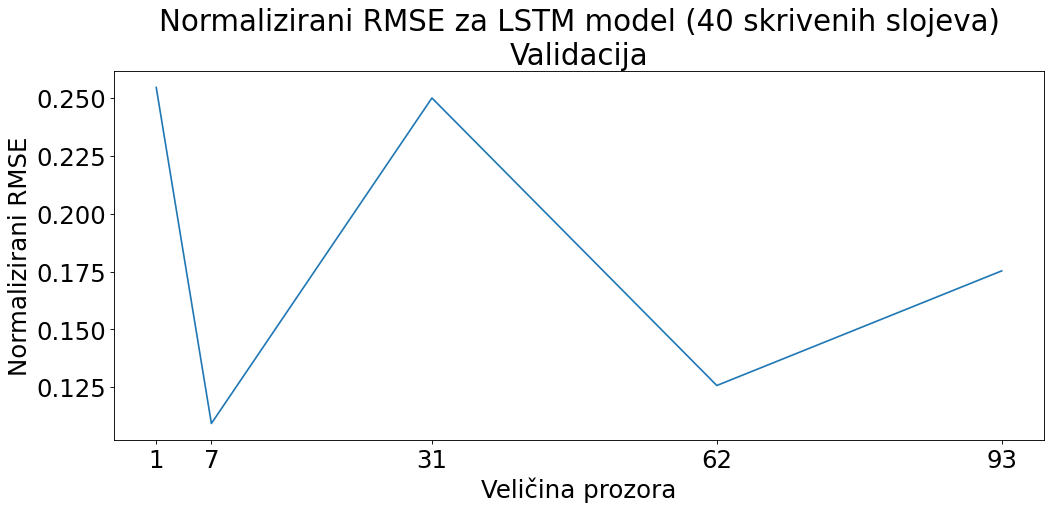 Normalizirani RMSE za LSTM model (40 skrivenih slojeva)
Validacija
Normalizirani RMSE
0.250
0.225
0.200
0.175
0.150
0.125
1 7 31 62 93
Veličina prozora